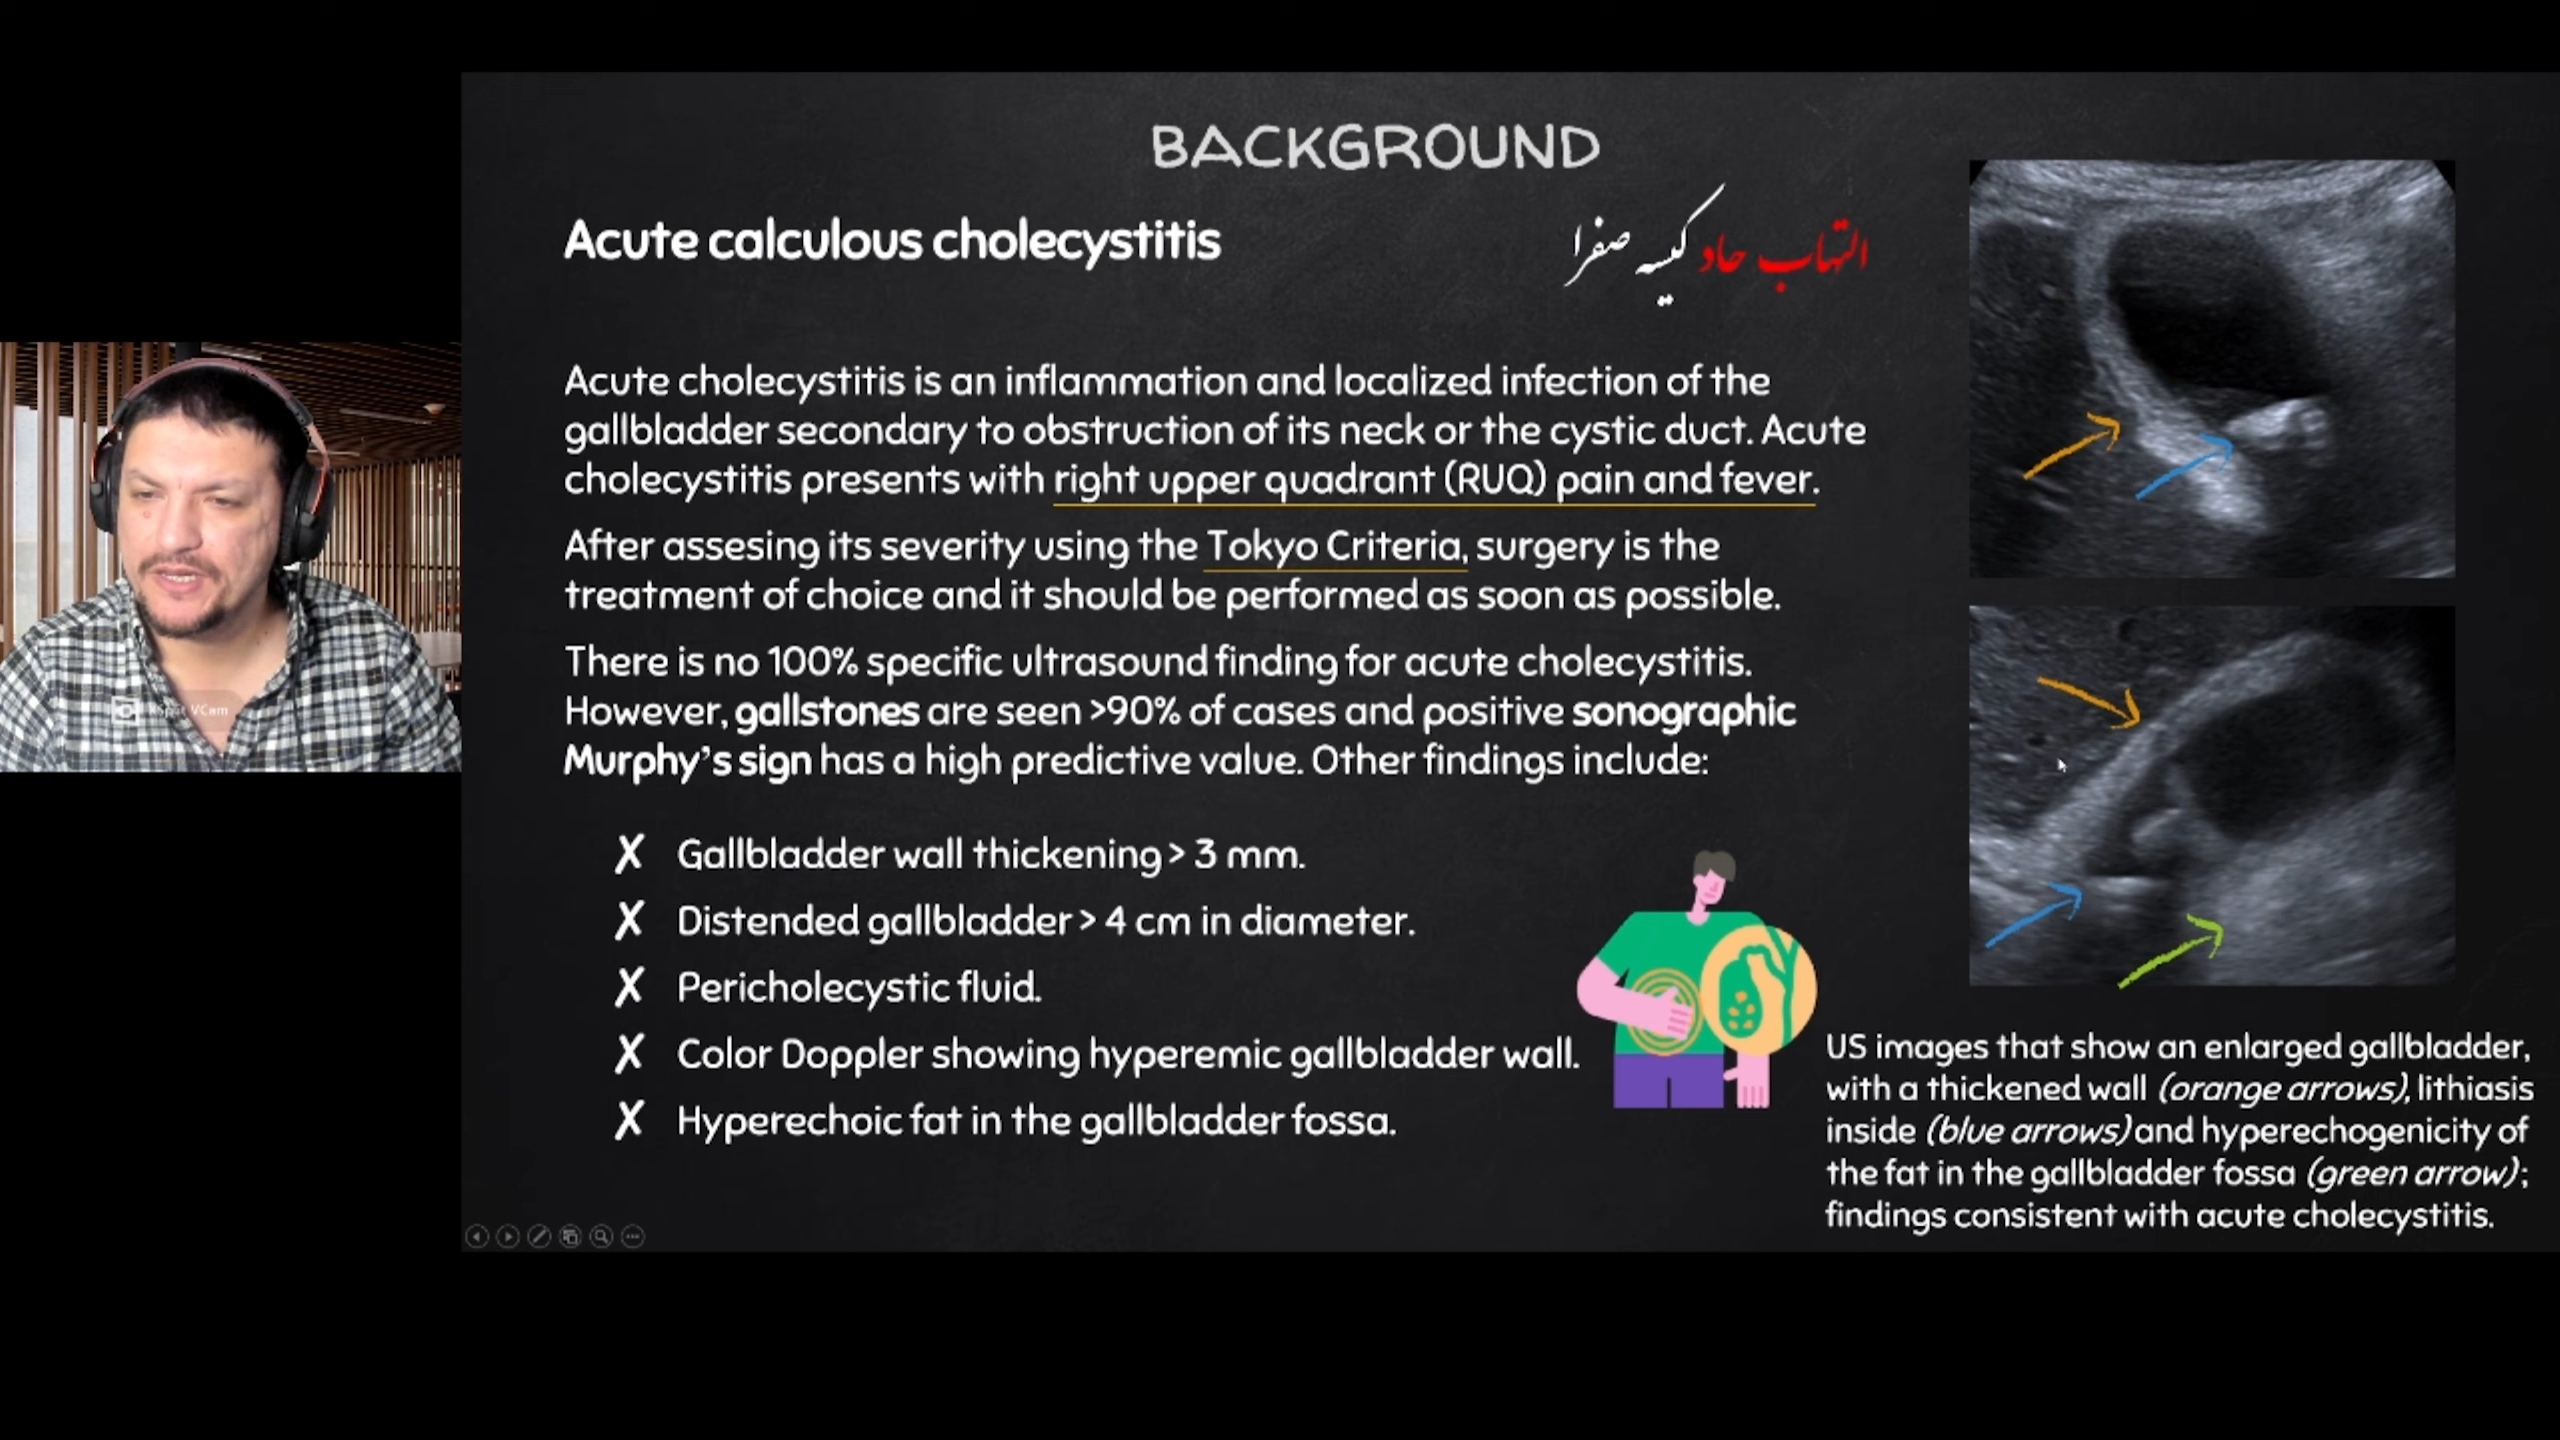 BACKGROUND
Acute calculous cholecystitis
التهاب حاد کیسه صفرا
Acute cholecystitis is an inflammation and localized infection of the
gallbladder secondary to obstruction of its neck or the cystic duct. Acute
cholecystitis presents with right upper quadrant (RUQ) pain and fever.
After assesing its severity using the Tokyo Criteria, surgery is the
treatment of choice and it should be performed as soon as possible.
There is no 100% specific ultrasound finding for acute cholecystitis.
However, gallstones are seen >90% of cases and positive sonographic
Murphy's sign has a high predictive value. Other findings include:
✗ Gallbladder wall thickening > 3 mm.
✗ Distended gallbladder > 4 cm in diameter.
✗ Pericholecystic fluid.
✗ Color Doppler showing hyperemic gallbladder wall.
✗ Hyperechoic fat in the gallbladder fossa.
US images that show an enlarged gallbladder,
with a thickened wall (orange arrows), lithiasis
inside (blue arrows) and hyperechogenicity of
the fat in the gallbladder fossa (green arrow);
findings consistent with acute cholecystitis.
XSplit VCam